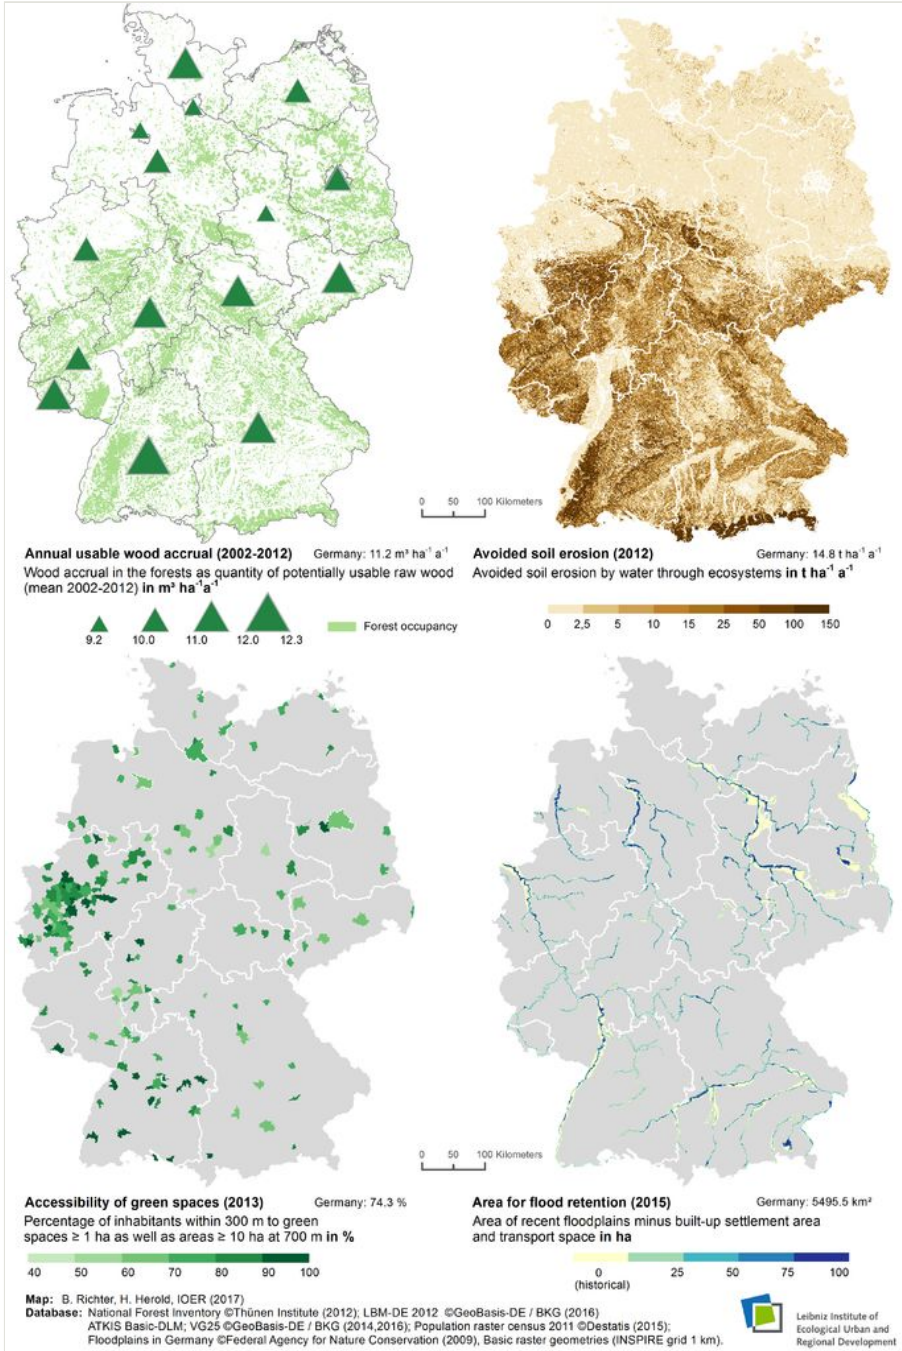 0 50 100 Kilometers
Annual usable wood accrual (2002-2012) Germany: 11.2 m³ ha⁻¹ a⁻¹
Wood accrual in the forests as quantity of potentially usable raw wood
(mean 2002-2012) in m³ ha⁻¹a⁻¹
9.2 10.0 11.0 12.0 12.3 Forest occupancy
Avoided soil erosion (2012) Germany: 14.8 t ha⁻¹ a⁻¹
Avoided soil erosion by water through ecosystems in t ha⁻¹ a⁻¹
0 2,5 5 10 15 25 50 100 150
0 50 100 Kilometers
Accessibility of green spaces (2013) Germany: 74.3 %
Percentage of inhabitants within 300 m to green
spaces ≥ 1 ha as well as areas ≥ 10 ha at 700 m in %
40 50 60 70 80 90 100
Area for flood retention (2015) Germany: 5495.5 km²
Area of recent floodplains minus built-up settlement area
and transport space in ha
0 25 50 75 100
(historical)
Map: B. Richter, H. Herold, IOER (2017)
Database: National Forest Inventory ©Thünen Institute (2012); LBM-DE 2012 ©GeoBasis-DE / BKG (2016)
ATKIS Basic-DLM; VG25 ©GeoBasis-DE / BKG (2014,2016); Population raster census 2011 ©Destatis (2015);
Floodplains in Germany ©Federal Agency for Nature Conservation (2009), Basic raster geometries (INSPIRE grid 1 km).
Leibniz Institute of
Ecological Urban and
Regional Development